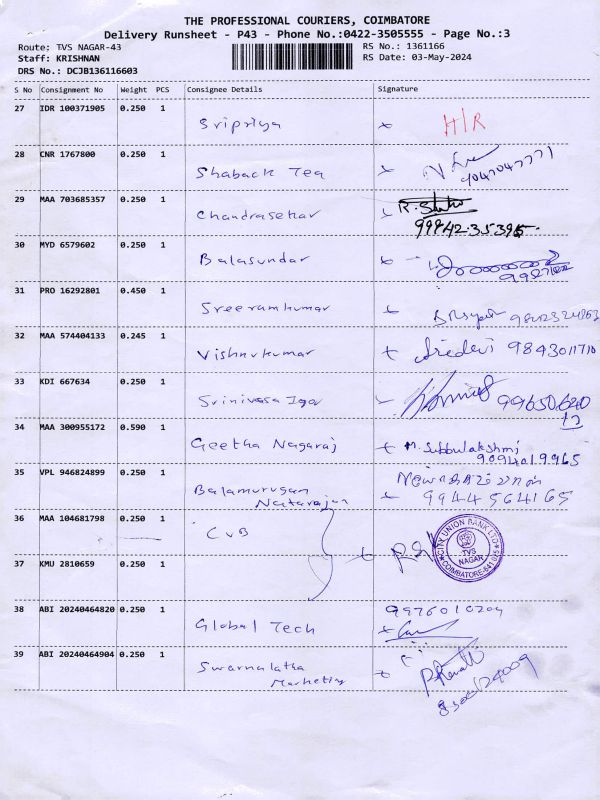 THE PROFESSIONAL COURIERS, COIMBATORE
Delivery Runsheet - P43 - Phone No.:0422-3505555 - Page No.:3
Route: TVS NAGAR-43
Staff: KRISHNAN
DRS No.: DCJB136116603
RS No.: 1361166
RS Date: 03-May-2024
S No Consignment No Weight PCS Consignee Details Signature
27 IDR 100371905 0.250 1 Sripriya H/R
28 CNR 1767800 0.250 1 Shaback Tea
9047047771
29 MAA 703685357 0.250 1 Chandrasekar
99942-35395
30 MYD 6579602 0.250 1 Balasundar
31 PRO 16292801 0.450 1 Sreeramkumar
32 MAA 574404133 0.245 1 Vishnukumar Sridevi 9843011710
33 KDI 667634 0.250 1 Srinivasa
34 MAA 300955172 0.590 1 Geetha Nagaraj M. Subbulakshmi
9094019965
35 VPL 946824899 0.250 1 Balamurugan
Natarajan 9944564165
36 MAA 104681798 0.250 1 CUB
CITY UNION BANK LTD
TVS
NAGAR
COIMBATORE-641 025
37 KMU 2810659 0.250 1
38 ABI 20240464820 0.250 1 Global Tech 9976010204
39 ABI 20240464904 0.250 1 Swarnalatha
Marketing